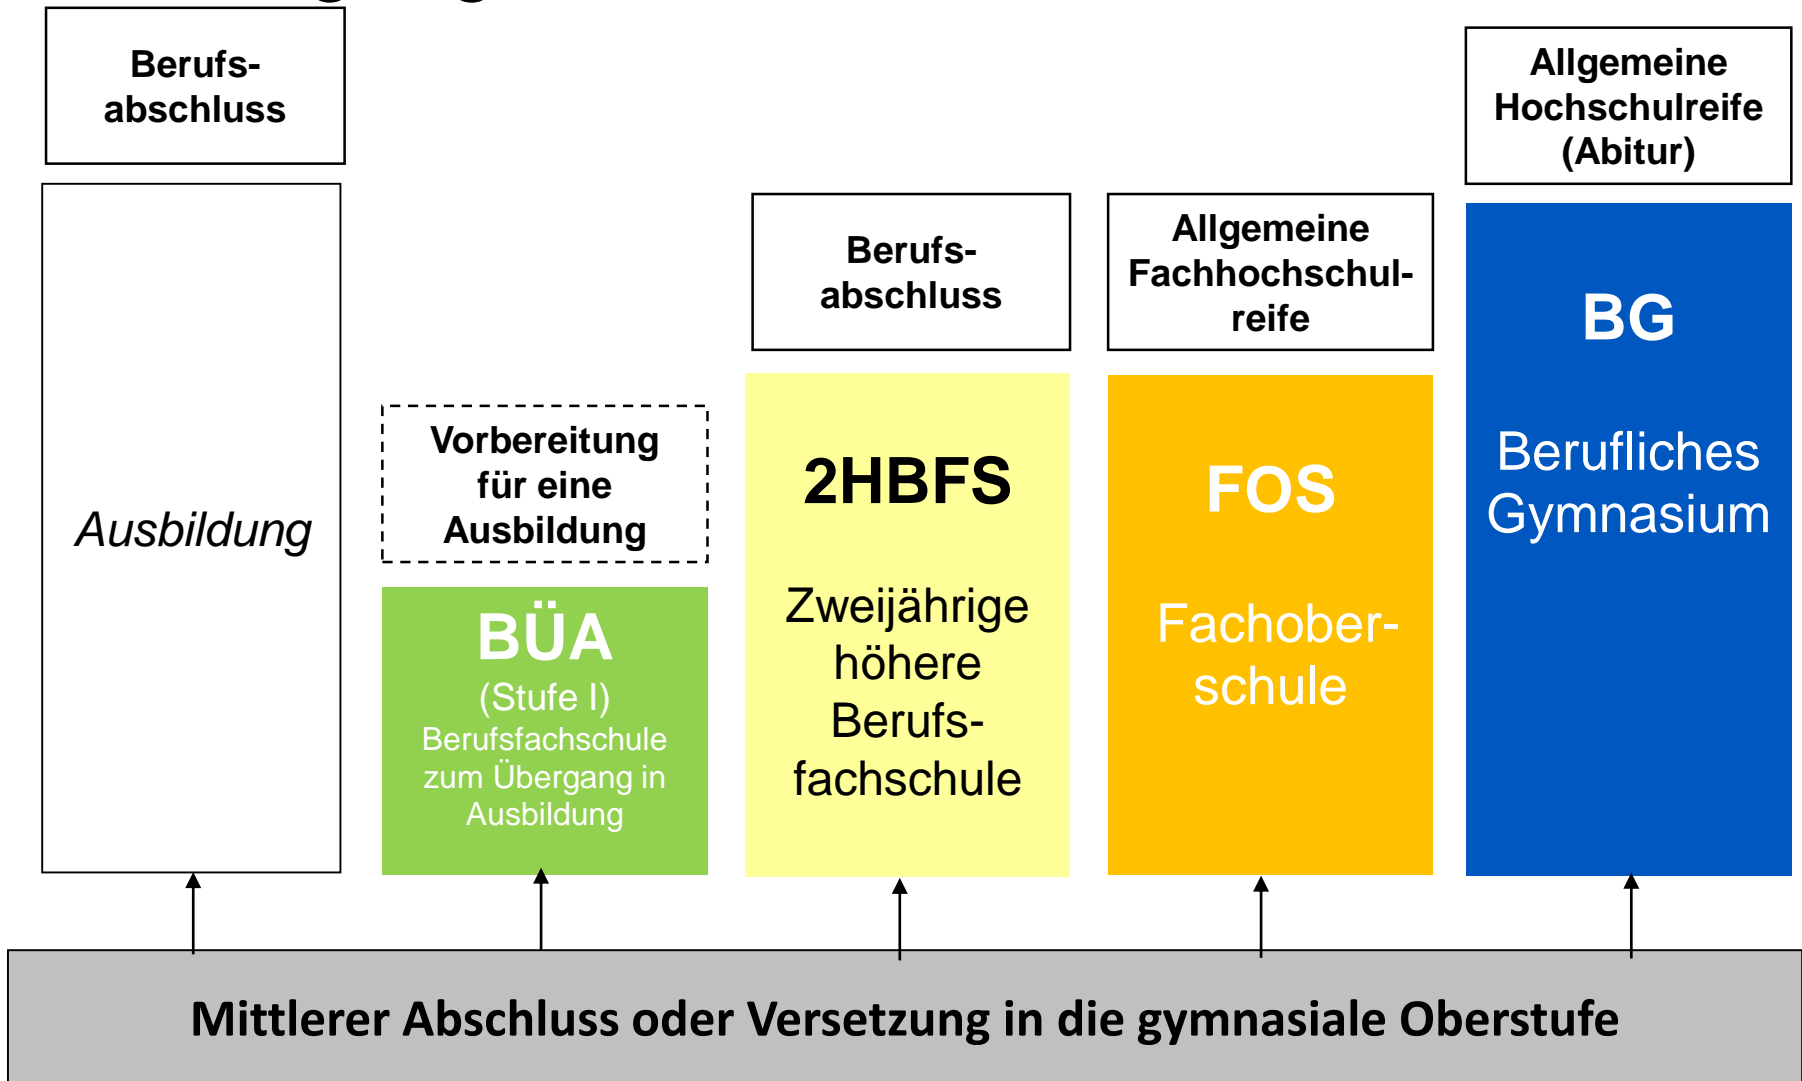 Berufs-
abschluss
Ausbildung
Vorbereitung
für eine
Ausbildung
BÜA
(Stufe I)
Berufsfachschule
zum Übergang in
Ausbildung
Berufs-
abschluss
2HBFS
Zweijährige
höhere
Berufs-
fachschule
Allgemeine
Fachhochschul-
reife
FOS
Fachober-
schule
Allgemeine
Hochschulreife
(Abitur)
BG
Berufliches
Gymnasium
Mittlerer Abschluss oder Versetzung in die gymnasiale Oberstufe